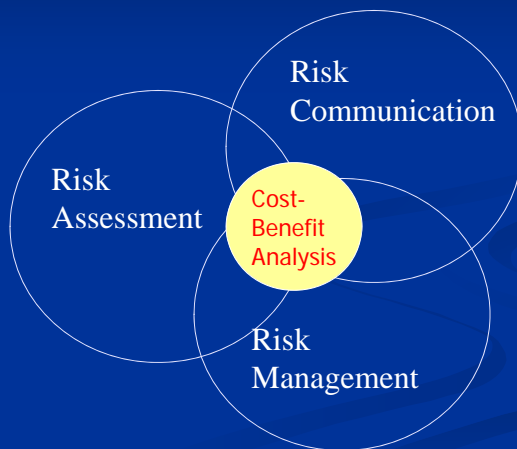 Risk
Communication
Risk
Assessment
Cost-
Benefit
Analysis
Risk
Management